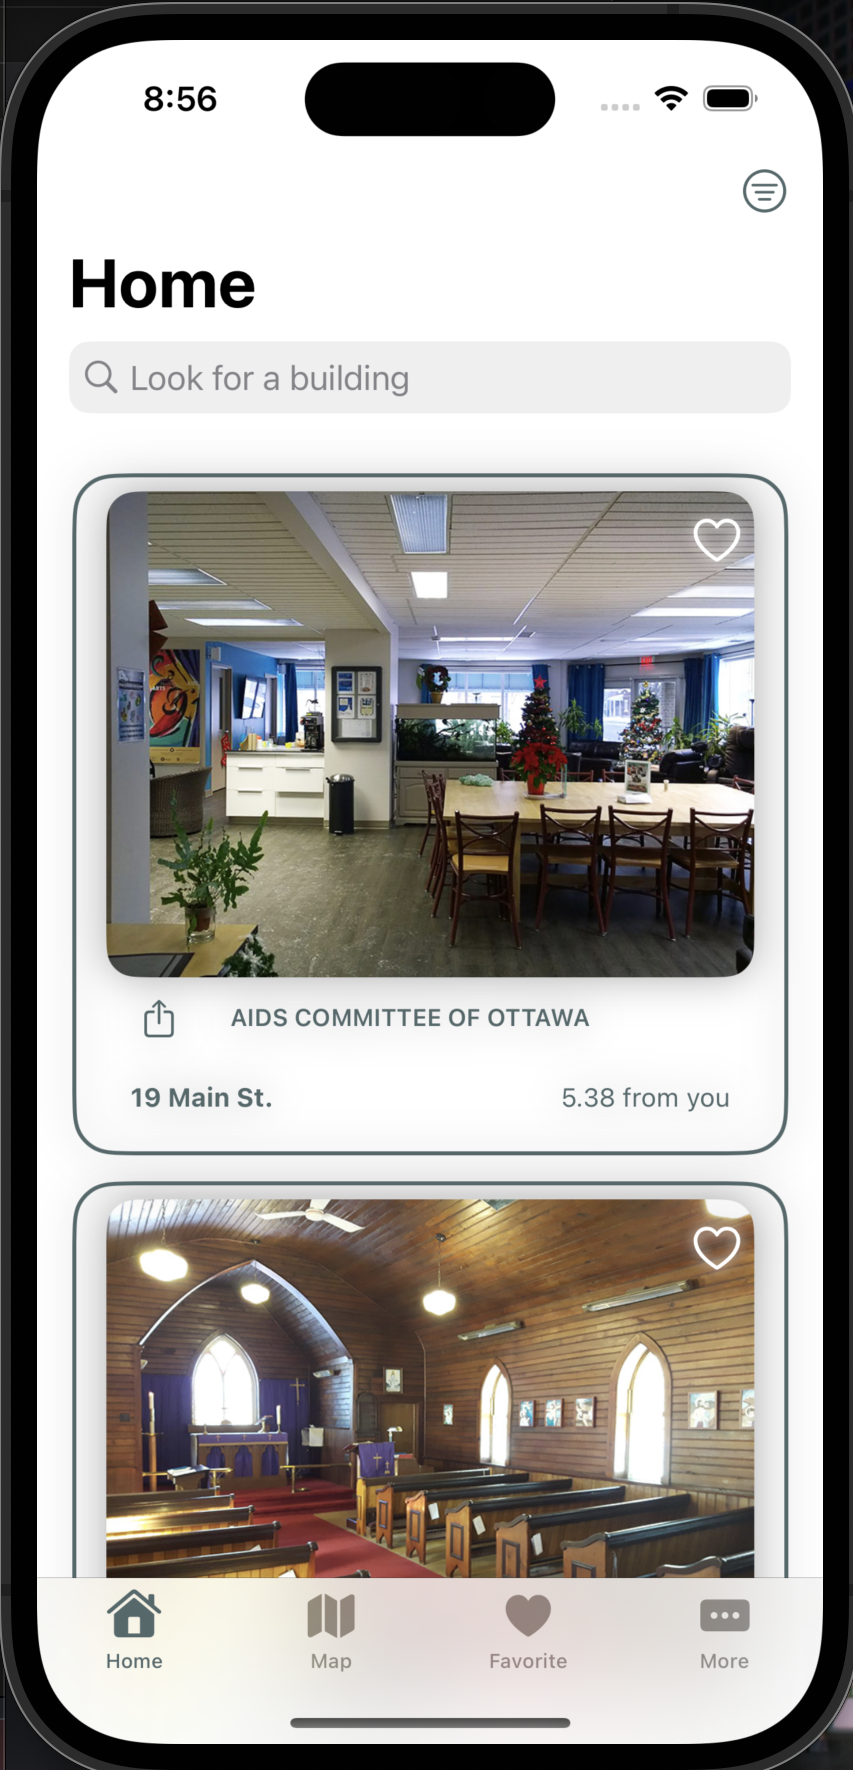 8:56
Home
Look for a building
AIDS COMMITTEE OF OTTAWA
19 Main St.
5.38 from you
Home
Map
Favorite
More